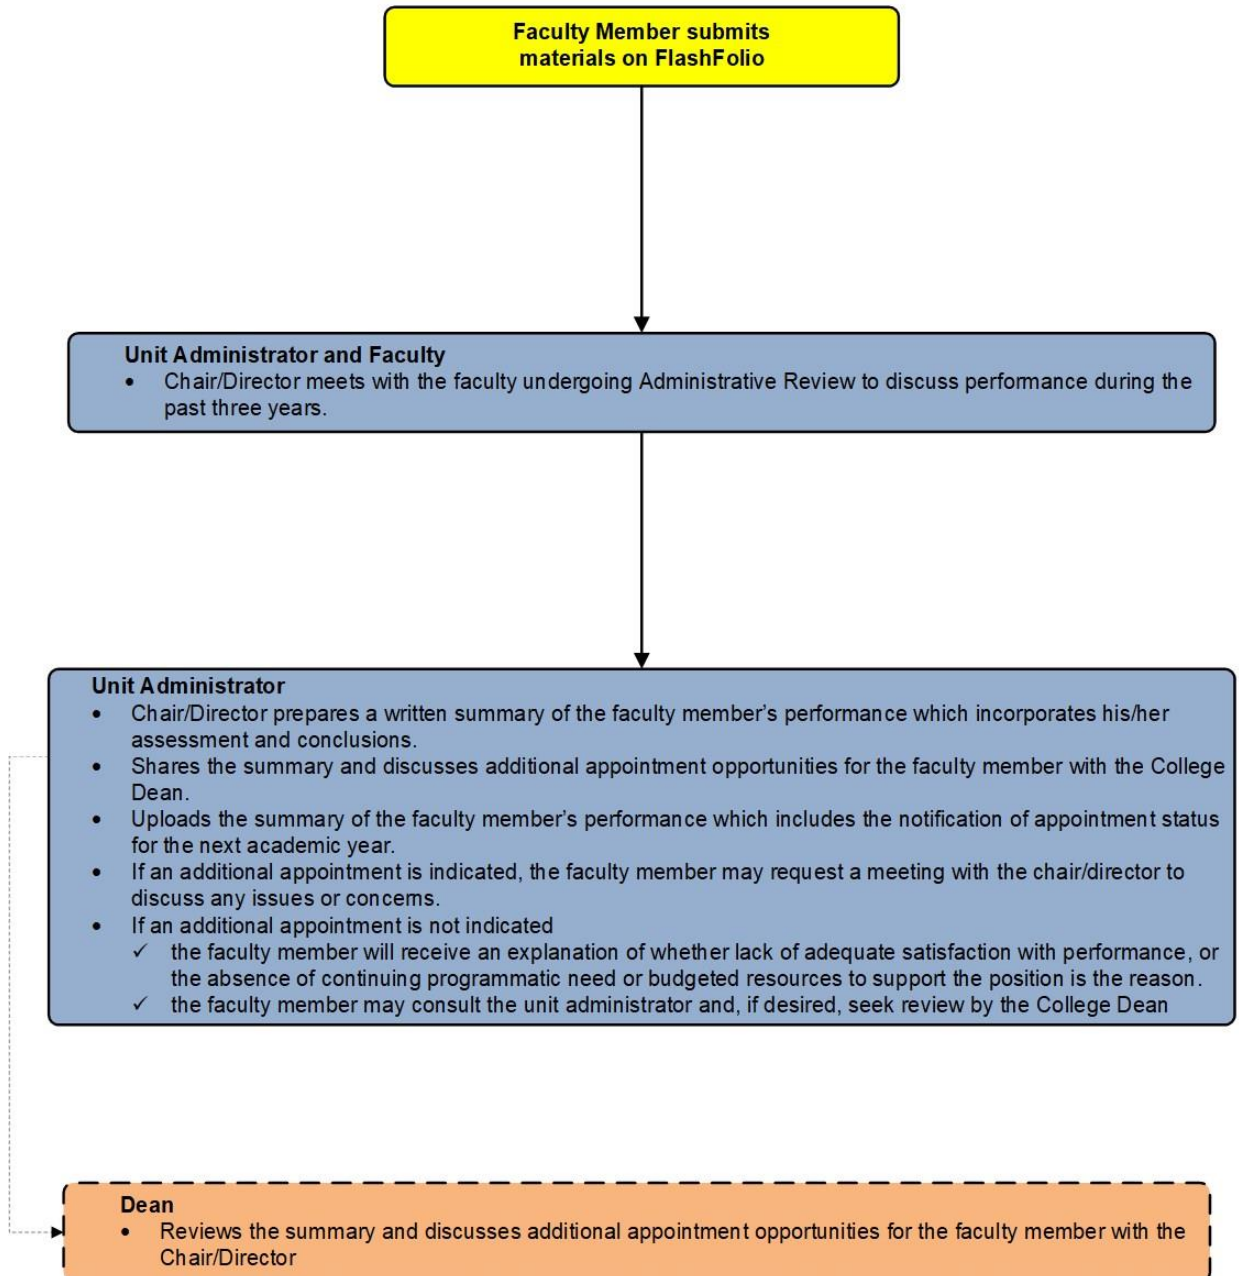 Faculty Member submits
materials on FlashFolio
Unit Administrator and Faculty
• Chair/Director meets with the faculty undergoing Administrative Review to discuss performance during the
past three years.
Unit Administrator
• Chair/Director prepares a written summary of the faculty member's performance which incorporates his/her
assessment and conclusions.
• Shares the summary and discusses additional appointment opportunities for the faculty member with the College
Dean.
• Uploads the summary of the faculty member's performance which includes the notification of appointment status
for the next academic year.
• If an additional appointment is indicated, the faculty member may request a meeting with the chair/director to
discuss any issues or concerns.
• If an additional appointment is not indicated
✓ the faculty member will receive an explanation of whether lack of adequate satisfaction with performance, or
the absence of continuing programmatic need or budgeted resources to support the position is the reason.
✓ the faculty member may consult the unit administrator and, if desired, seek review by the College Dean
Dean
• Reviews the summary and discusses additional appointment opportunities for the faculty member with the
Chair/Director